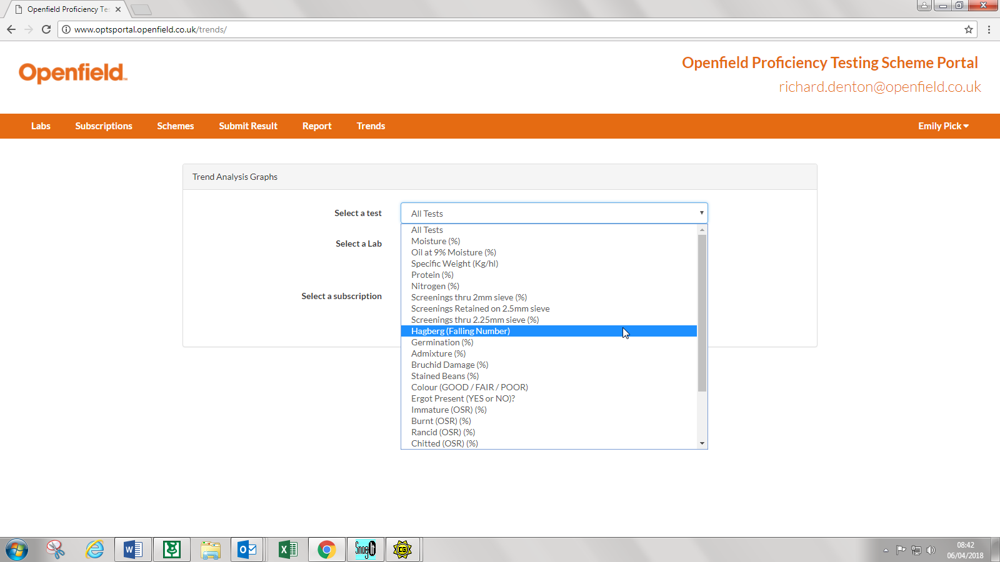 Openfield Proficiency Te
www.optsportal.openfield.co.uk/trends/
Openfield™
Openfield Proficiency Testing Scheme Portal
richard.denton@openfield.co.uk
Labs Subscriptions Schemes Submit Result Report Trends Emily Pick
Trend Analysis Graphs
Select a test
All Tests
All Tests
Moisture (%)
Select a Lab
Oil at 9% Moisture (%)
Specific Weight (Kg/hl)
Protein (%)
Nitrogen (%)
Select a subscription
Screenings thru 2mm sieve (%)
Screenings Retained on 2.5mm sieve
Screenings thru 2.25mm sieve (%)
Hagberg (Falling Number)
Germination (%)
Admixture (%)
Bruchid Damage (%)
Stained Beans (%)
Colour (GOOD / FAIR / POOR)
Ergot Present (YES or NO)?
Immature (OSR) (%)
Burnt (OSR) (%)
Rancid (OSR) (%)
Chitted (OSR) (%)
SnagIt
CG
08:42
06/04/2018